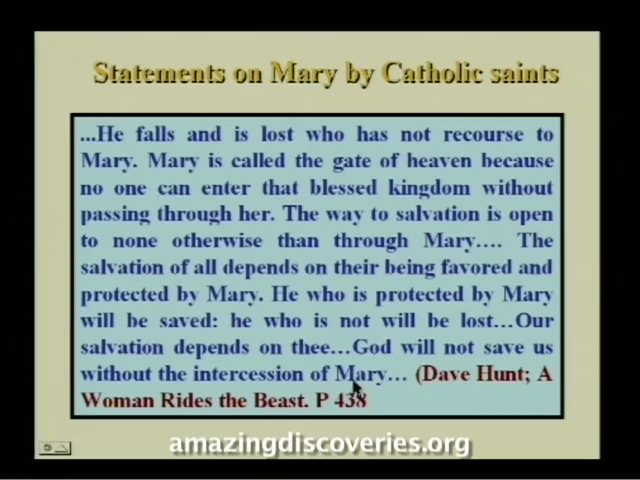 Statements on Mary by Catholic saints
...He falls and is lost who has not recourse to
Mary. Mary is called the gate of heaven because
no one can enter that blessed kingdom without
passing through her. The way to salvation is open
to none otherwise than through Mary.... The
salvation of all depends on their being favored and
protected by Mary. He who is protected by Mary
will be saved: he who is not will be lost...Our
salvation depends on thee...God will not save us
without the intercession of Mary... (Dave Hunt; A
Woman Rides the Beast. P 438
amazingdiscoveries.org